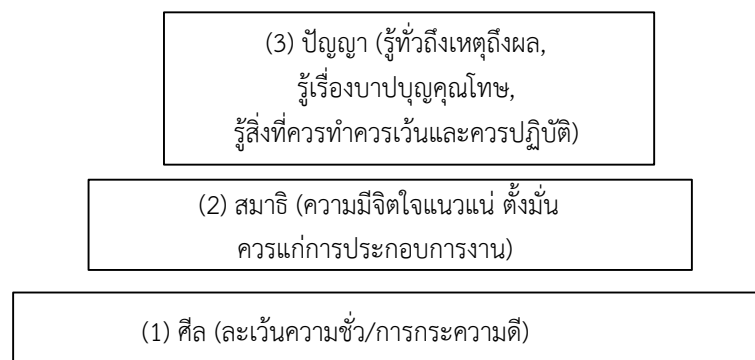 (3) ปัญญา (รู้ทั่วถึงเหตุถึงผล,
รู้เรื่องบาปบุญคุณโทษ,
รู้สิ่งที่ควรทำควรเว้นและควรปฏิบัติ)
(2) สมาธิ (ความมีจิตใจแนวแน่ ตั้งมั่น
ควรแก่การประกอบการงาน)
(1) ศีล (ละเว้นความชั่ว/การกระความดี)